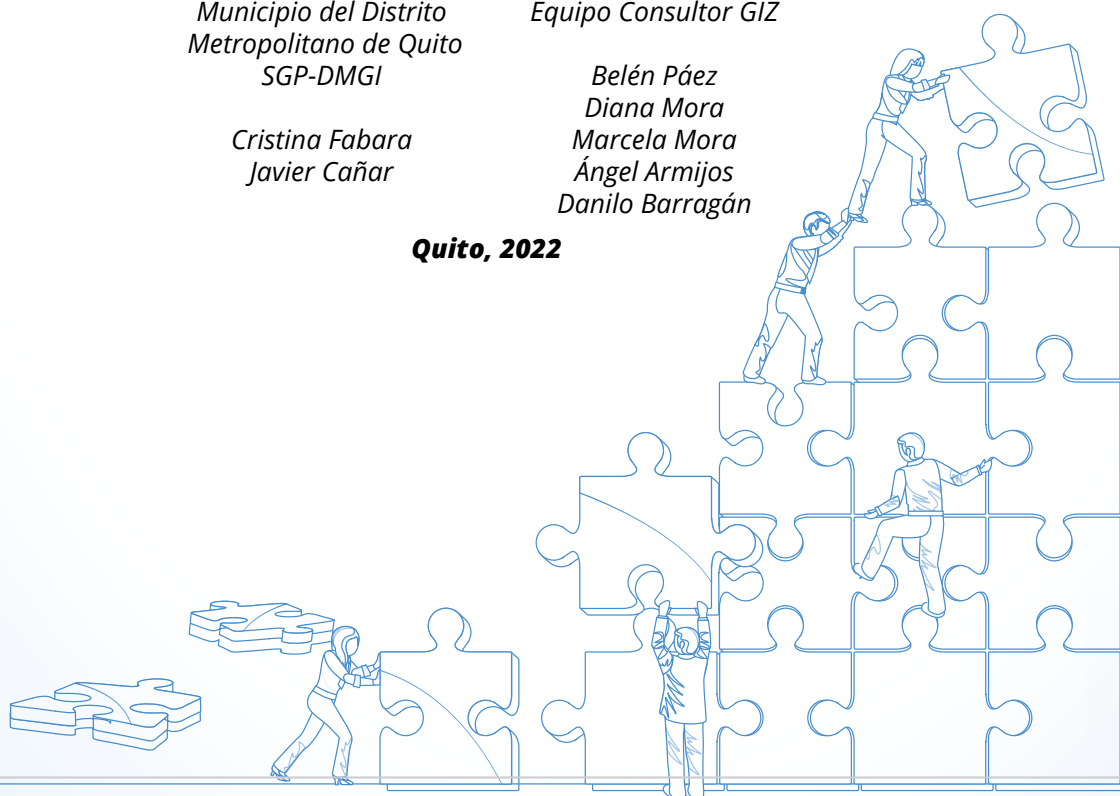 Municipio del Distrito
Metropolitano de Quito
SGP-DMGI
Cristina Fabara
Javier Cañar
Equipo Consultor GIZ
Belén Páez
Diana Mora
Marcela Mora
Ángel Armijos
Danilo Barragán
Quito, 2022